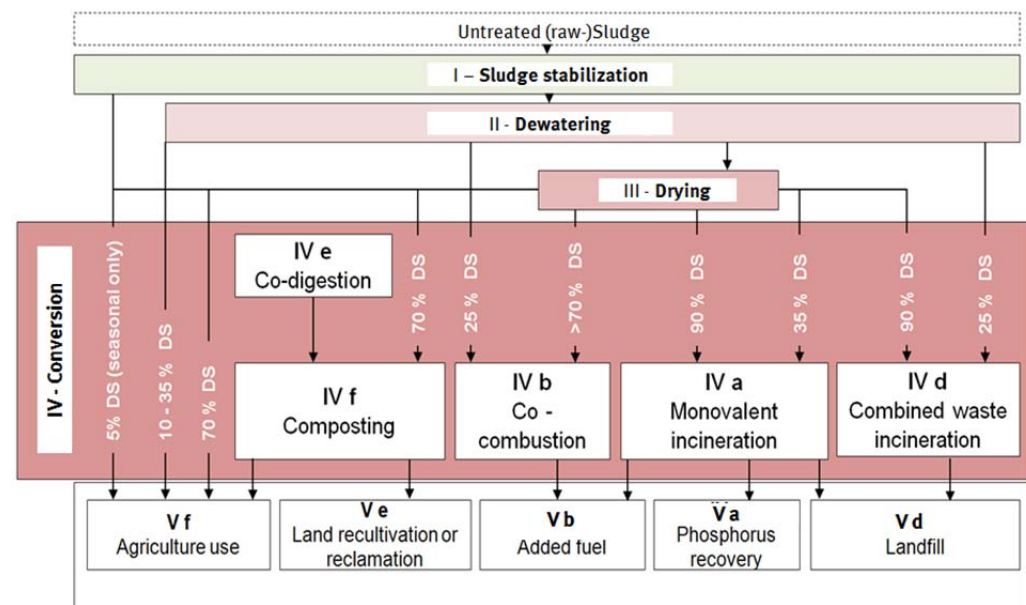 Untreated (raw-)Sludge
I – Sludge stabilization
II - Dewatering
III - Drying
IV - Conversion
5% DS (seasonal only)
10 - 35 % DS
70 % DS
IV e
Co-digestion
70 % DS
25 % DS
>70 % DS
90 % DS
35 % DS
90 % DS
25 % DS
IV f
Composting
IV b
Co -
combustion
IV a
Monovalent
incineration
IV d
Combined waste
incineration
V f
Agriculture use
V e
Land recultivation or
reclamation
V b
Added fuel
V a
Phosphorus
recovery
V d
Landfill